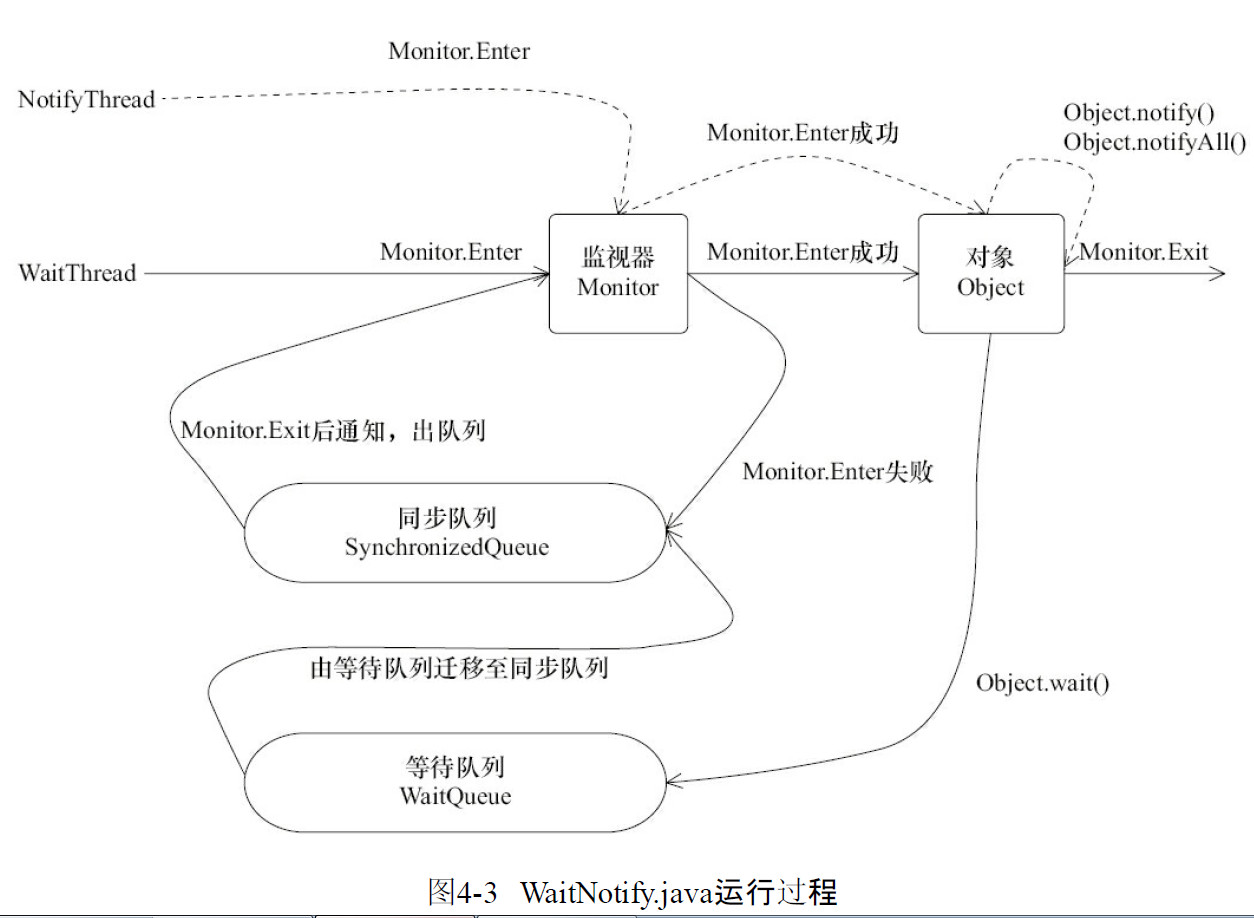 Monitor.Enter
NotifyThread
Object.notify()
Monitor.Enter成功
Object.notifyAll()
WaitThread
Monitor.Enter
监视器
Monitor
Monitor.Enter成功
对象
Object
Monitor.Exit
Monitor.Exit后通知，出队列
Monitor.Enter失败
同步队列
SynchronizedQueue
由等待队列迁移至同步队列
Object.wait()
等待队列
WaitQueue
图4-3 WaitNotify.java运行过程